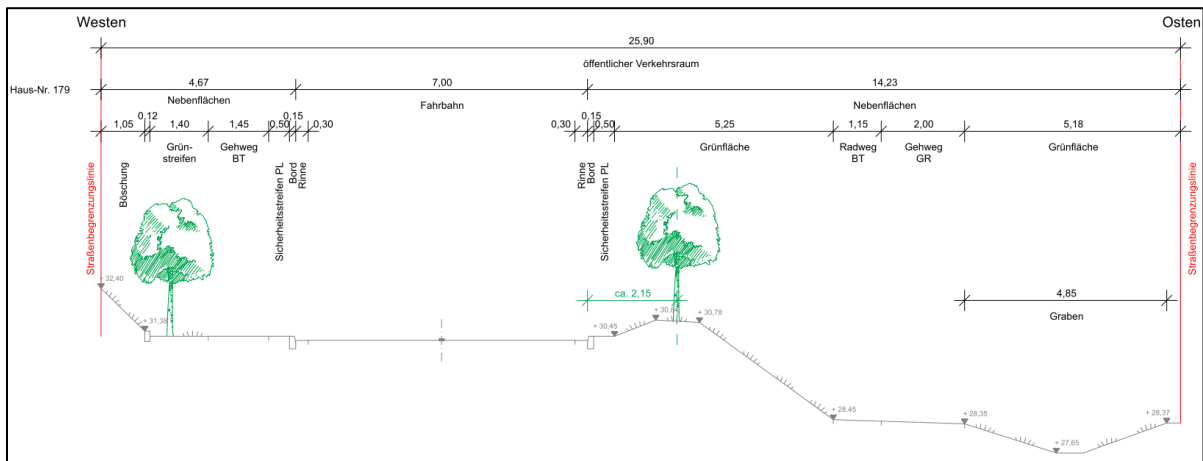 Westen
Osten
25,90
öffentlicher Verkehrsraum
Haus-Nr. 179
4,67
7,00
14,23
Nebenflächen
Fahrbahn
Nebenflächen
1,05
0,12
1,40
1,45
0,50
0,15
0,30
0,30
0,15
0,50
5,25
1,15
2,00
5,18
Böschung
Grün-
streifen
Gehweg
BT
Sicherheitsstreifen PL
Bord
Rinne
Rinne
Bord
Sicherheitsstreifen PL
Grünfläche
Radweg
BT
Gehweg
GR
Grünfläche
Straßenbegrenzungslinie
Straßenbegrenzungslinie
+ 32,40
+ 31,38
ca. 2,15
4,85
Graben
+ 30,45
+ 30,78
+ 28,45
+ 28,35
+ 27,65
+ 28,37